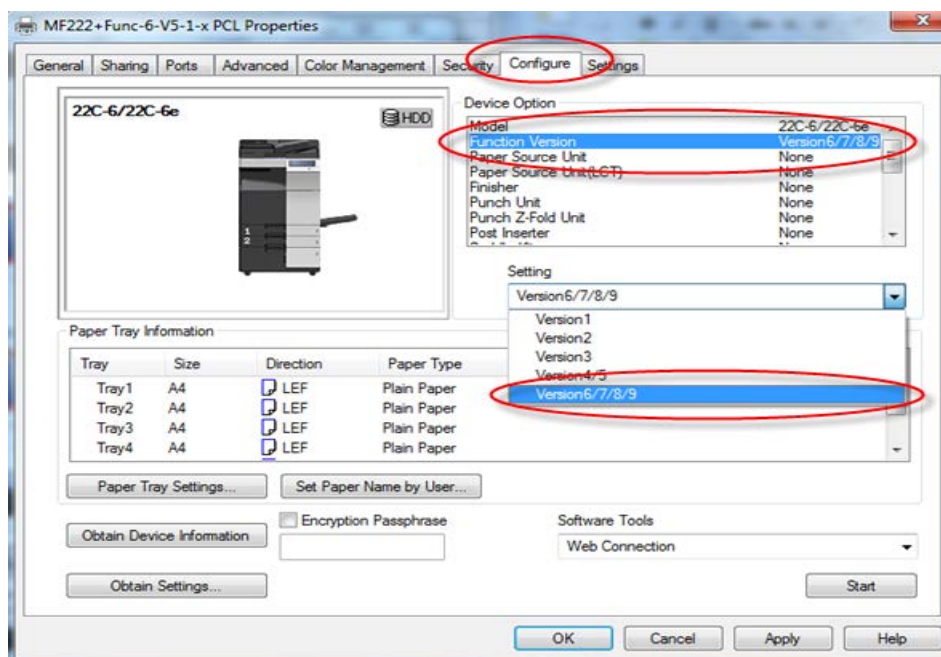 MF222+Func-6-V5-1-x PCL Properties
General Sharing Ports Advanced Color Management Security Configure Settings
22C-6/22C-6e
HDD
1
2
Device Option
Model 22C-6/22C-6e
Function Version Version6/7/8/9
Paper Source Unit None
Paper Source Unit(LCT) None
Finisher None
Punch Unit None
Punch Z-Fold Unit None
Post Inserter None
Setting
Version6/7/8/9
Version1
Version2
Version3
Version4/5
Version6/7/8/9
Paper Tray Information
Tray Size Direction Paper Type
Tray1 A4 LEF Plain Paper
Tray2 A4 LEF Plain Paper
Tray3 A4 LEF Plain Paper
Tray4 A4 LEF Plain Paper
Paper Tray Settings... Set Paper Name by User...
Obtain Device Information
Encryption Passphrase
Software Tools
Web Connection
Obtain Settings...
Start
OK Cancel Apply Help